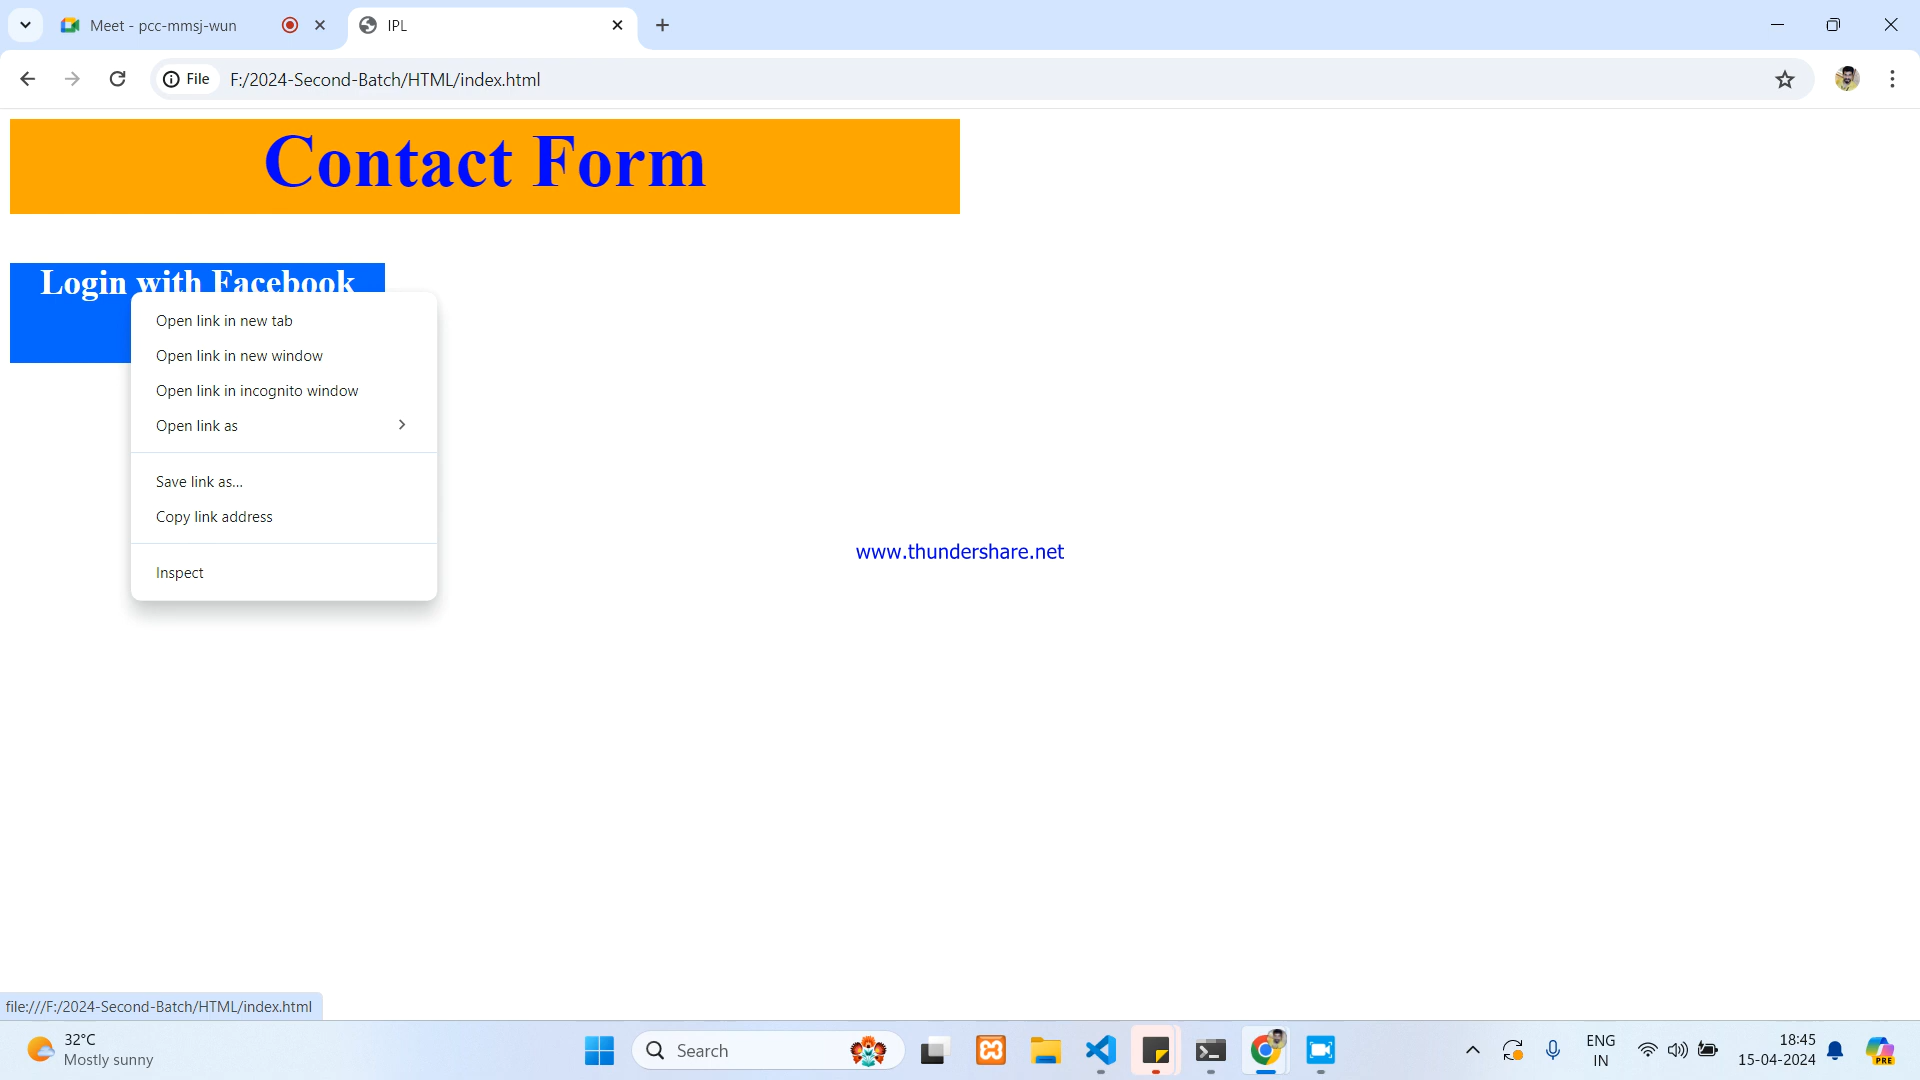 Meet - pcc-mmsj-wun
IPL
File
F:/2024-Second-Batch/HTML/index.html
Contact Form
Login with Facebook
Open link in new tab
Open link in new window
Open link in incognito window
Open link as
Save link as...
Copy link address
Inspect
www.thundershare.net
file:///F:/2024-Second-Batch/HTML/index.html
32°C
Mostly sunny
Search
ENG
IN
18:45
15-04-2024
PRE